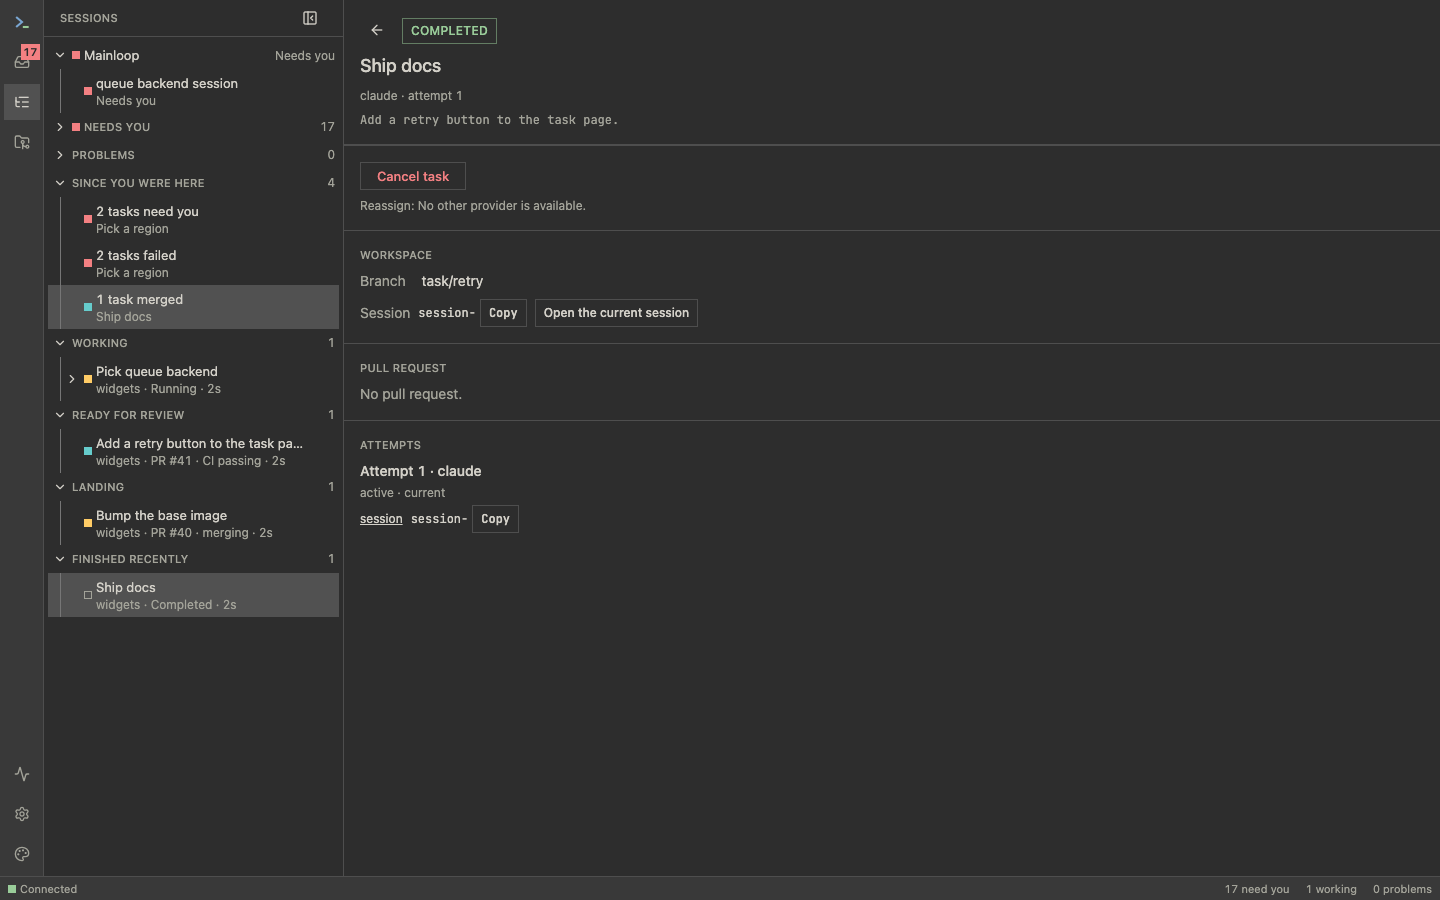 SESSIONS
17
Mainloop Needs you
queue backend session
Needs you
NEEDS YOU 17
PROBLEMS 0
SINCE YOU WERE HERE 4
2 tasks need you
Pick a region
2 tasks failed
Pick a region
1 task merged
Ship docs
WORKING 1
Pick queue backend
widgets · Running · 2s
READY FOR REVIEW 1
Add a retry button to the task pa...
widgets · PR #41 · CI passing · 2s
LANDING 1
Bump the base image
widgets · PR #40 · merging · 2s
FINISHED RECENTLY 1
Ship docs
widgets · Completed · 2s
COMPLETED
Ship docs
claude · attempt 1
Add a retry button to the task page.
Cancel task
Reassign: No other provider is available.
WORKSPACE
Branch task/retry
Session session- Copy Open the current session
PULL REQUEST
No pull request.
ATTEMPTS
Attempt 1 · claude
active · current
session session- Copy
Connected 17 need you 1 working 0 problems